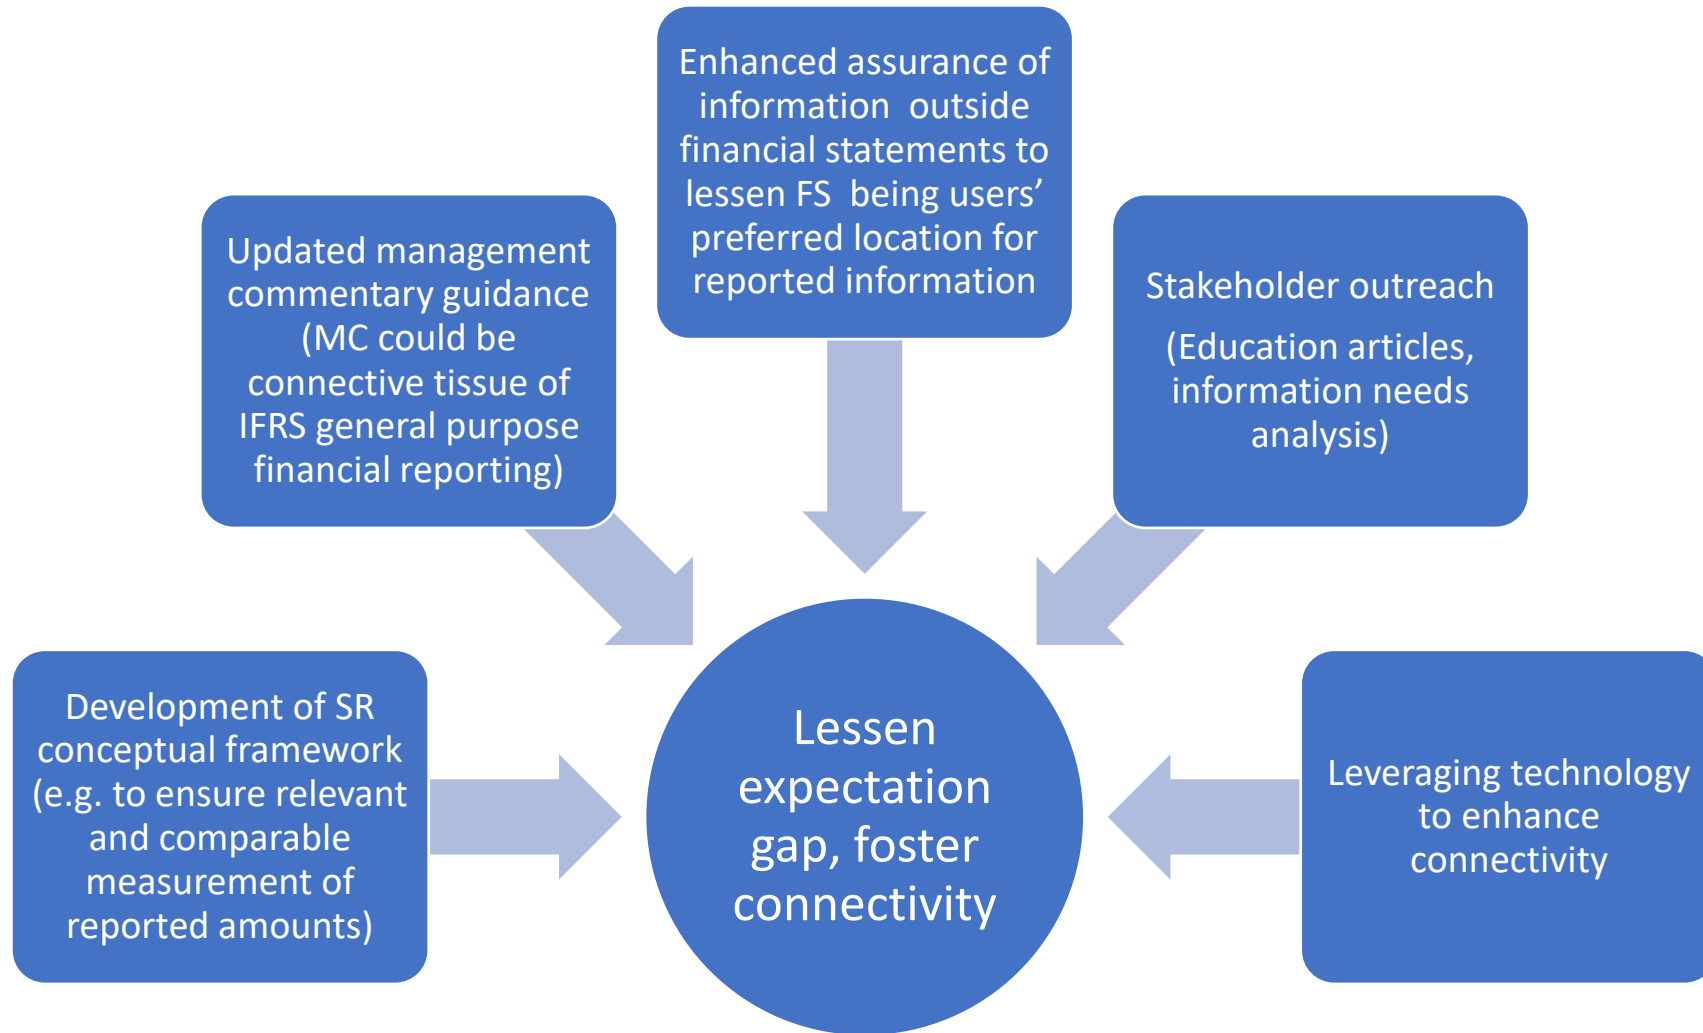 Enhanced assurance of
information outside
financial statements to
lessen FS being users’
preferred location for
reported information
Updated management
commentary guidance
(MC could be
connective tissue of
IFRS general purpose
financial reporting)
Stakeholder outreach
(Education articles,
information needs
analysis)
Development of SR
conceptual framework
(e.g. to ensure relevant
and comparable
measurement of
reported amounts)
Lessen
expectation
gap, foster
connectivity
Leveraging technology
to enhance
connectivity